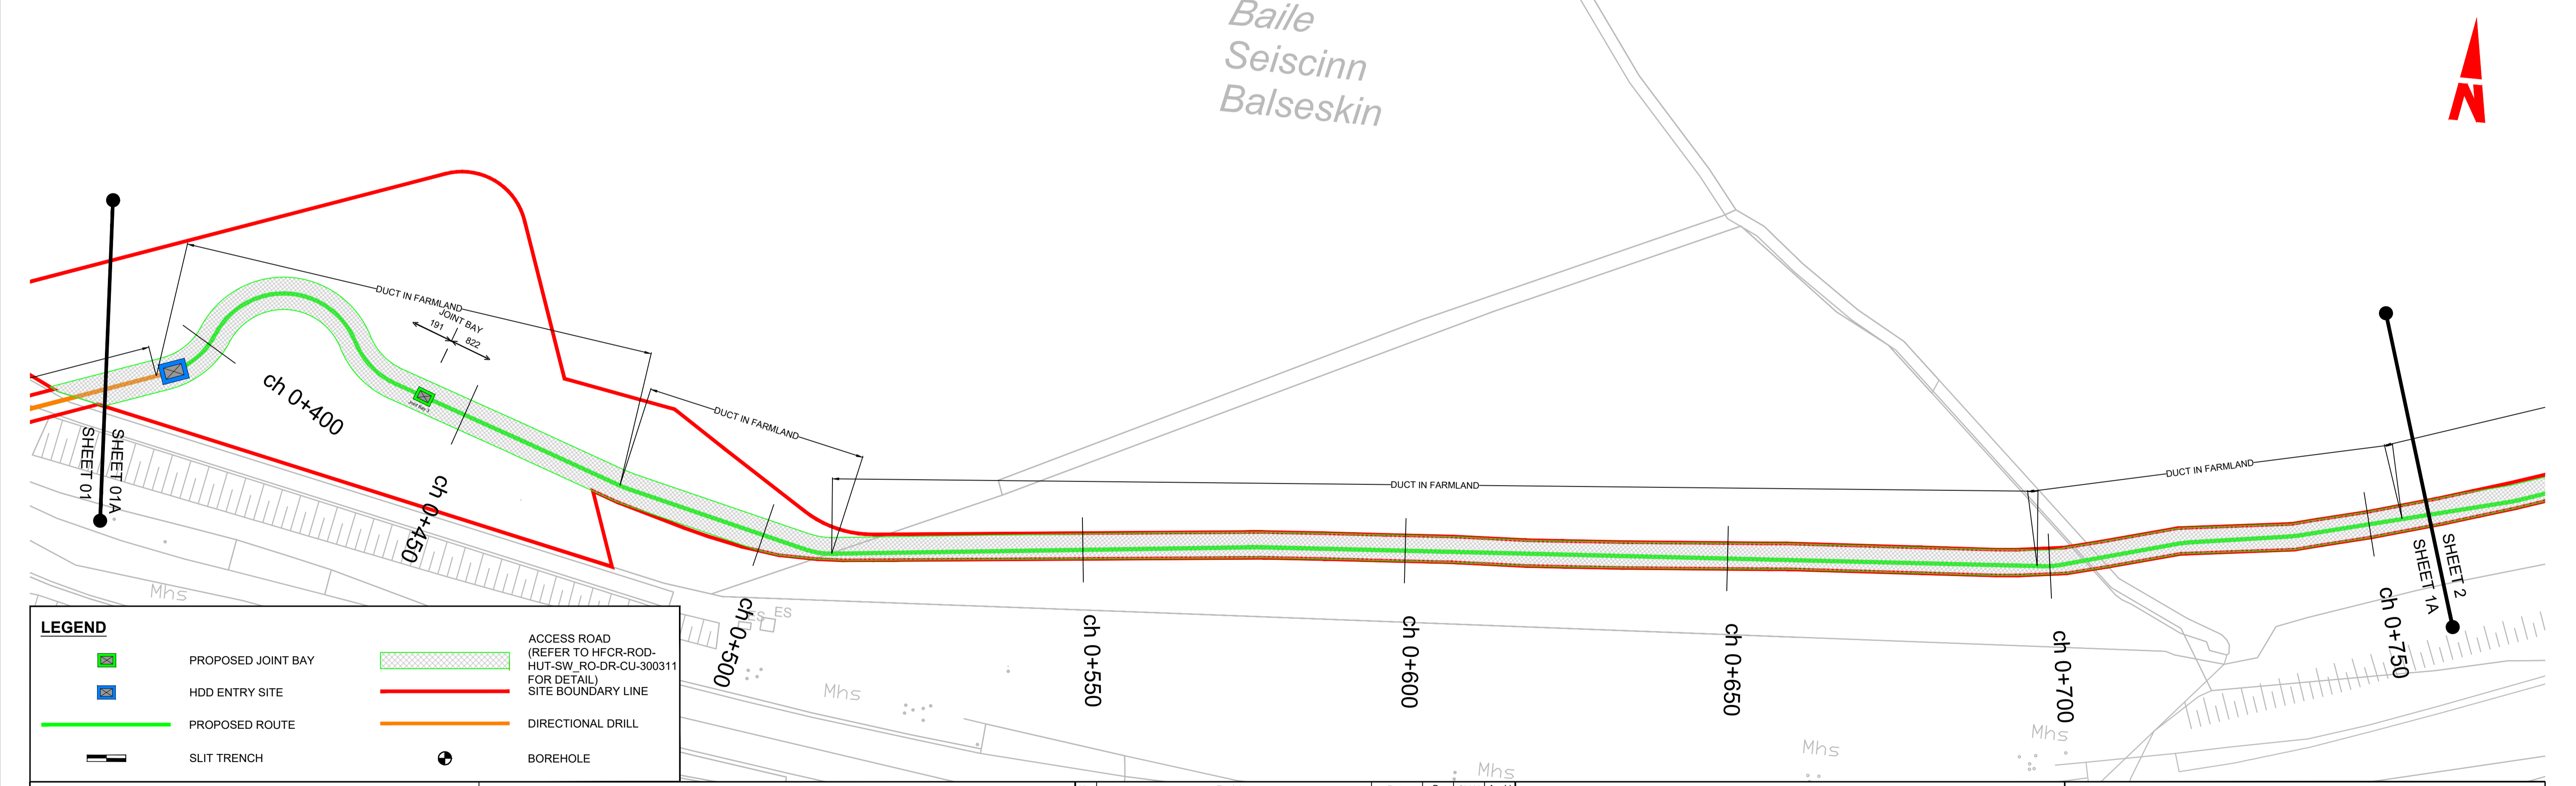 Baile
Seiscinn
Balseskin
N
DUCT IN FARMLAND
JOINT BAY
191
822
Joint Bay 3
DUCT IN FARMLAND
DUCT IN FARMLAND
DUCT IN FARMLAND
SHEET 01
SHEET 01A
SHEET 1A
SHEET 2
ch 0+400
ch 0+450
ch 0+500
ch 0+550
ch 0+600
ch 0+650
ch 0+700
ch 0+750
Mhs
ES
ES
Mhs
Mhs
Mhs
Mhs
LEGEND
PROPOSED JOINT BAY
HDD ENTRY SITE
PROPOSED ROUTE
SLIT TRENCH
ACCESS ROAD
(REFER TO HFCR-ROD-
HUT-SW_RO-DR-CU-300311
FOR DETAIL)
SITE BOUNDARY LINE
DIRECTIONAL DRILL
BOREHOLE